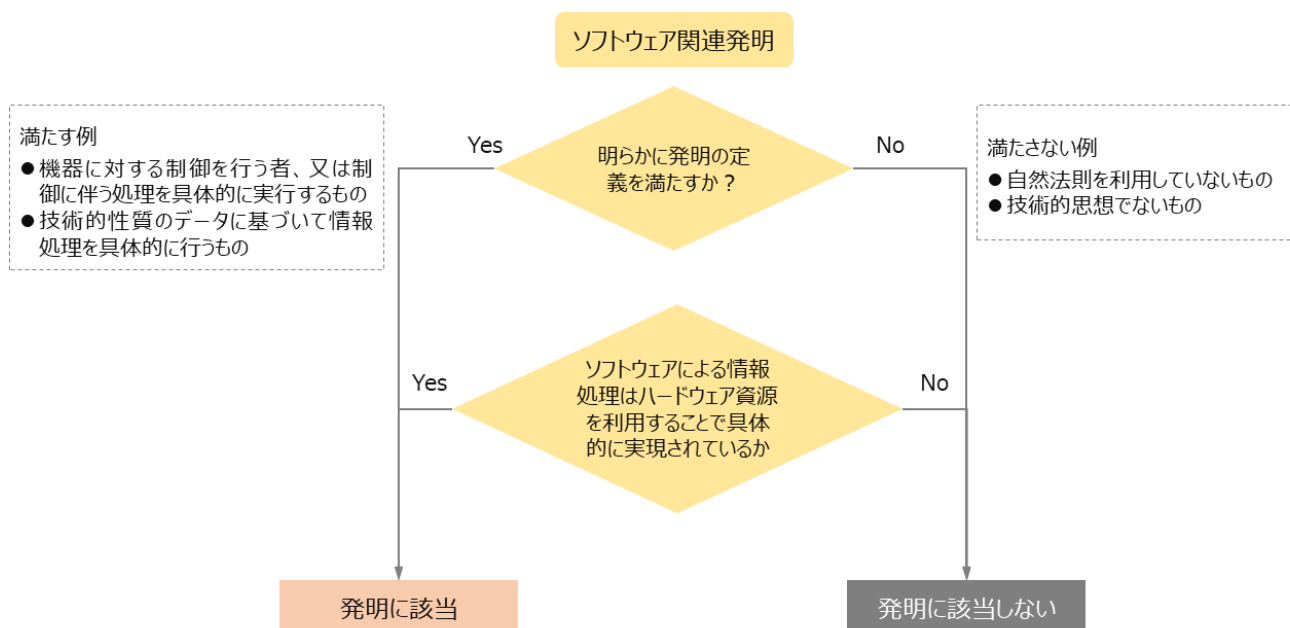 ソフトウェア関連発明
満たす例
●機器に対する制御を行う者、又は制
御に伴う処理を具体的に実行するもの
●技術的性質のデータに基づいて情報
処理を具体的に行うもの
Yes
明らかに発明の定
義を満たすか？
No
満たさない例
●自然法則を利用していないもの
●技術的思想でないもの
Yes
ソフトウェアによる情報
処理はハードウェア資源
を利用することで具体
的に実現されているか
No
発明に該当
発明に該当しない